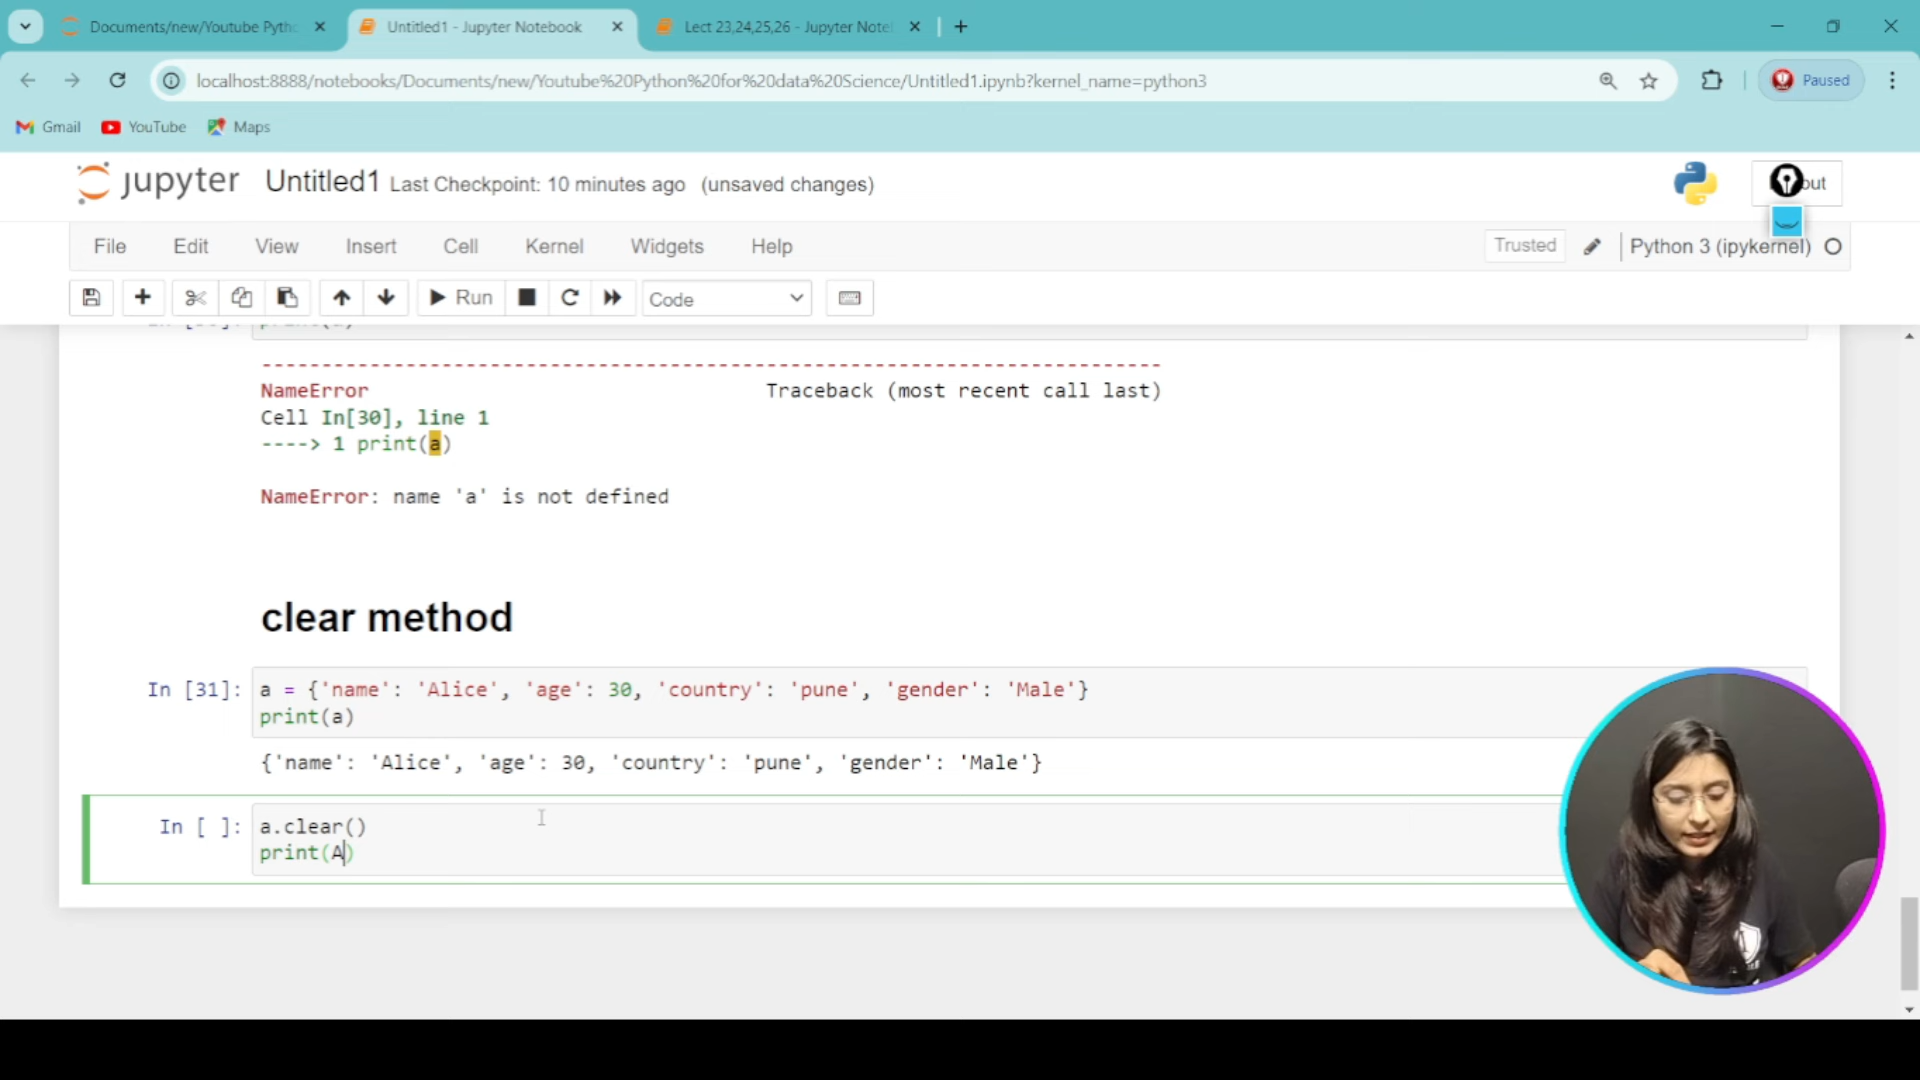 Documents/new/Youtube Pytho
Untitled1 - Jupyter Notebook
Lect 23,24,25,26 - Jupyter Note
localhost:8888/notebooks/Documents/new/Youtube%20Python%20for%20data%20Science/Untitled1.ipynb?kernel_name=python3
Paused
Gmail
YouTube
Maps
jupyter
Untitled1
Last Checkpoint: 10 minutes ago
(unsaved changes)
File
Edit
View
Insert
Cell
Kernel
Widgets
Help
Trusted
Python 3 (ipykernel)
Run
Code
---------------------------------------------------------------------------
NameError                                 Traceback (most recent call last)
Cell In[30], line 1
----> 1 print(a)
NameError: name 'a' is not defined
clear method
In [31]: a = {'name': 'Alice', 'age': 30, 'country': 'pune', 'gender': 'Male'}
print(a)
{'name': 'Alice', 'age': 30, 'country': 'pune', 'gender': 'Male'}
In [ ]: a.clear()
print(A)